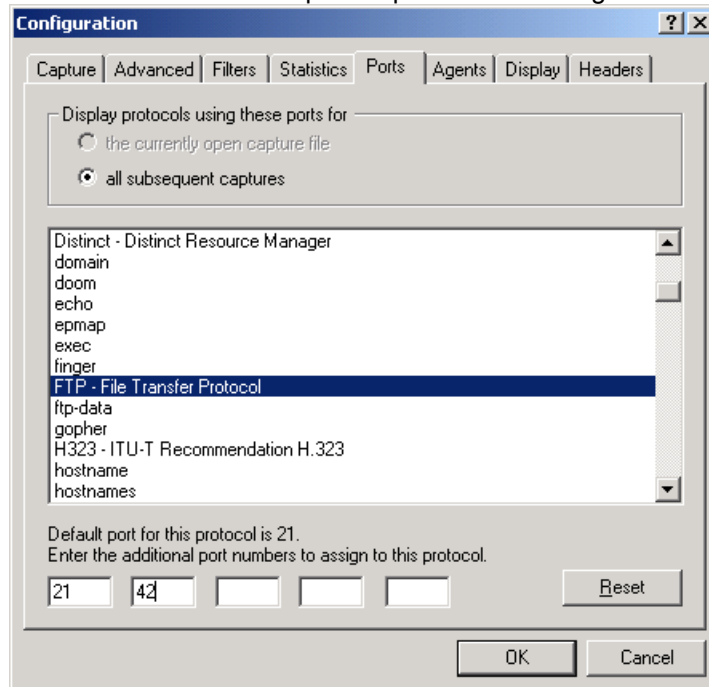 Configuration
Capture Advanced Filters Statistics Ports Agents Display Headers
Display protocols using these ports for
the currently open capture file
all subsequent captures
Distinct - Distinct Resource Manager
domain
doom
echo
epmap
exec
finger
FTP - File Transfer Protocol
ftp-data
gopher
H323 - ITU-T Recommendation H.323
hostname
hostnames
Default port for this protocol is 21.
Enter the additional port numbers to assign to this protocol.
21 42 Reset
OK Cancel